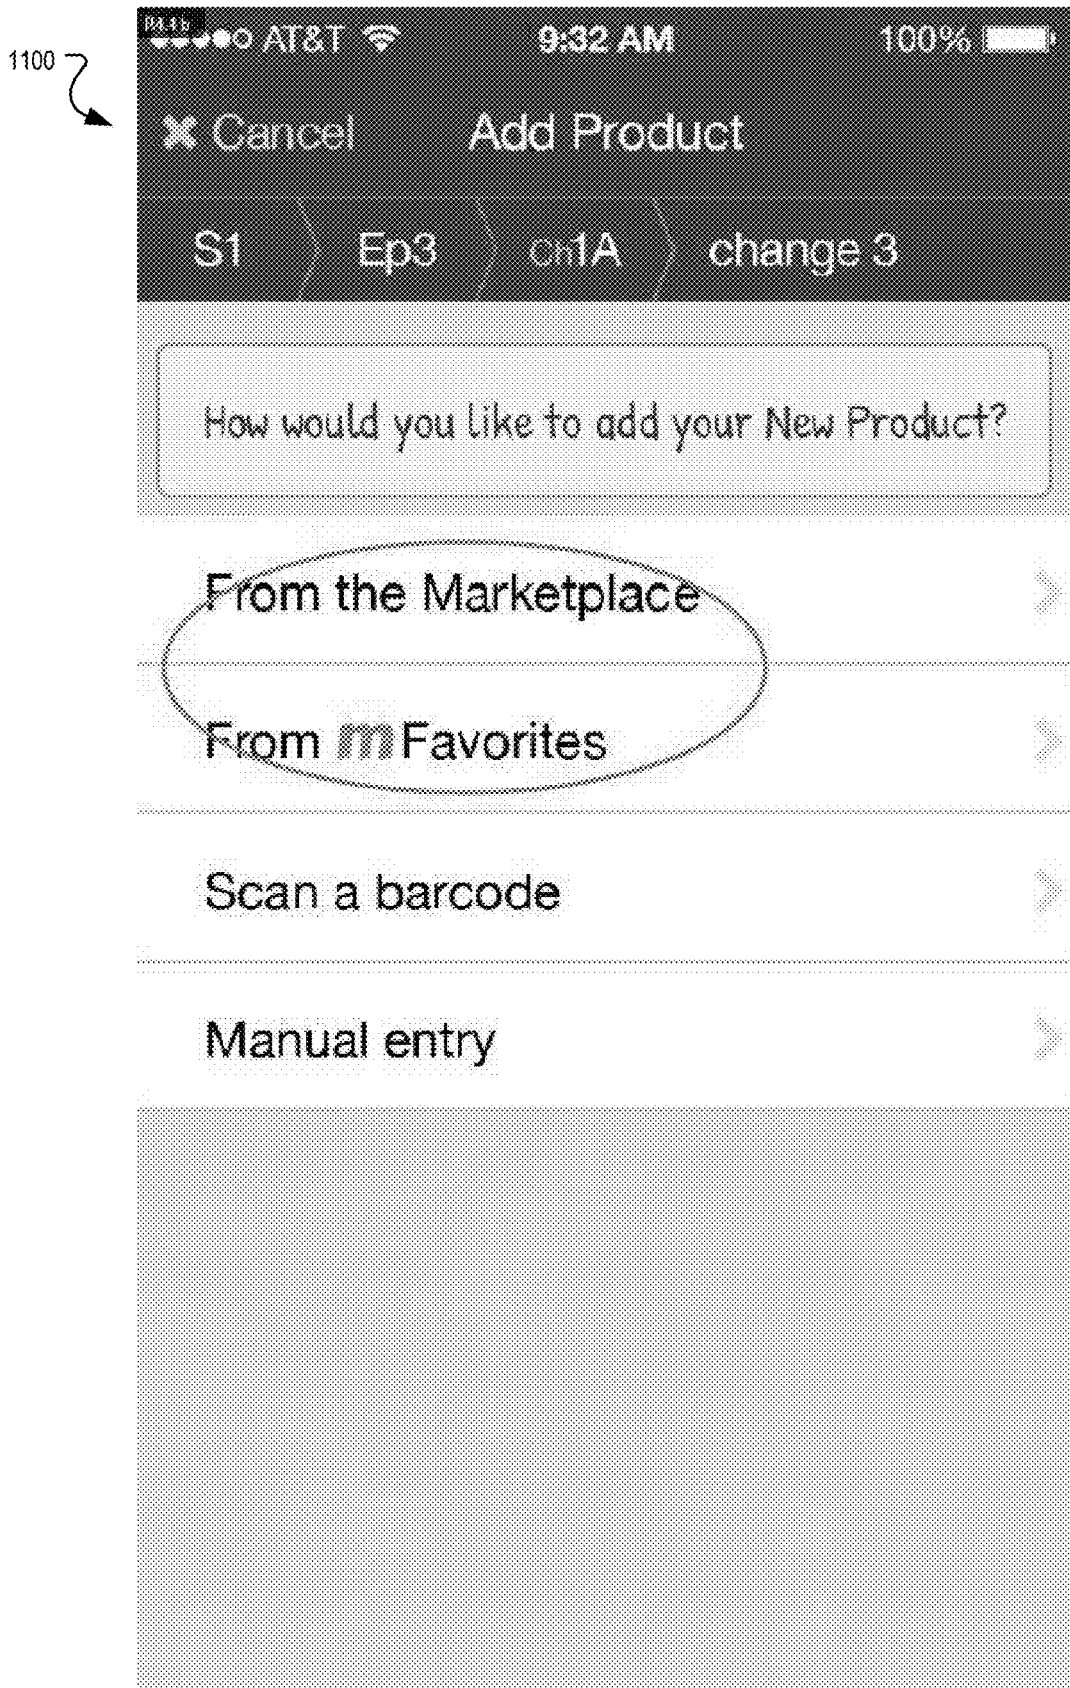 1100
AT&T 9:32 AM 100%
Cancel Add Product
S1 Ep3 Ch1A change 3
How would you like to add your New Product?
From the Marketplace
From m Favorites
Scan a barcode
Manual entry